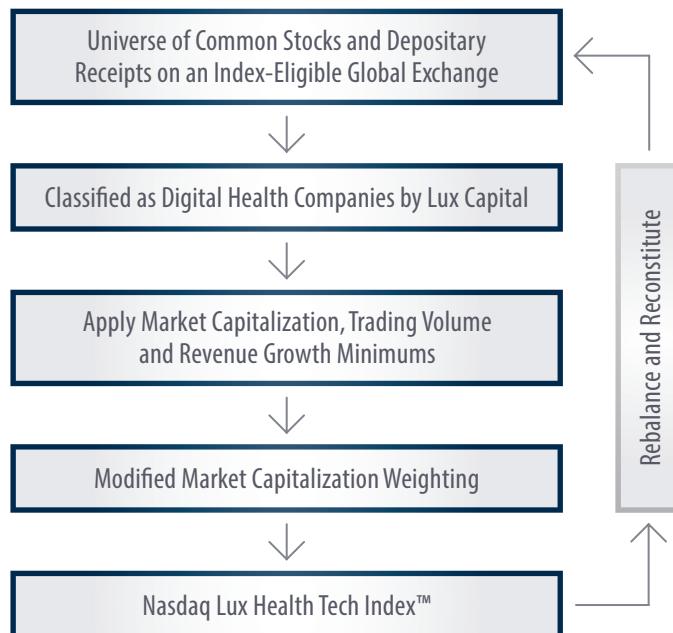 Universe of Common Stocks and Depositary
Receipts on an Index-Eligible Global Exchange
Classified as Digital Health Companies by Lux Capital
Apply Market Capitalization, Trading Volume
and Revenue Growth Minimums
Modified Market Capitalization Weighting
Nasdaq Lux Health Tech Index™
Rebalance and Reconstitute